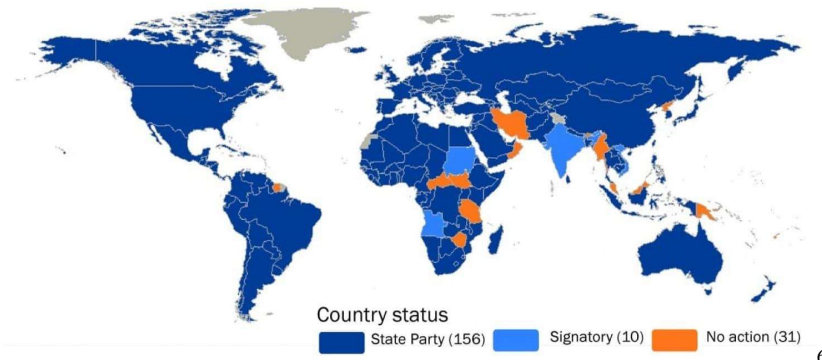 Country status
State Party (156) Signatory (10) No action (31)